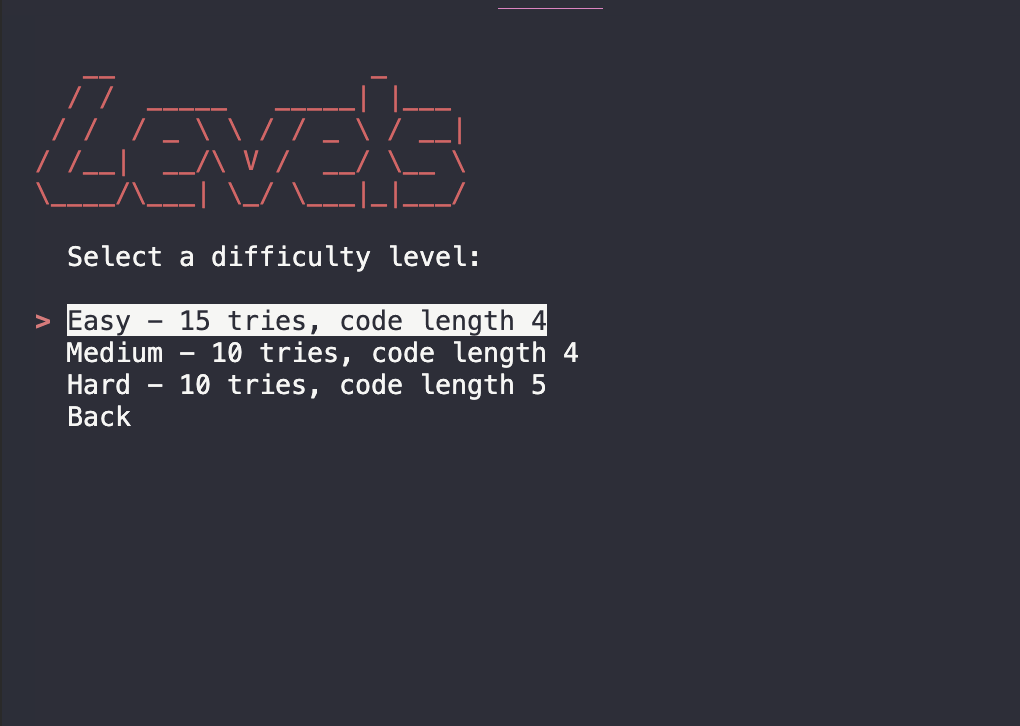 Levels
Select a difficulty level:
> Easy – 15 tries, code length 4
Medium – 10 tries, code length 4
Hard – 10 tries, code length 5
Back